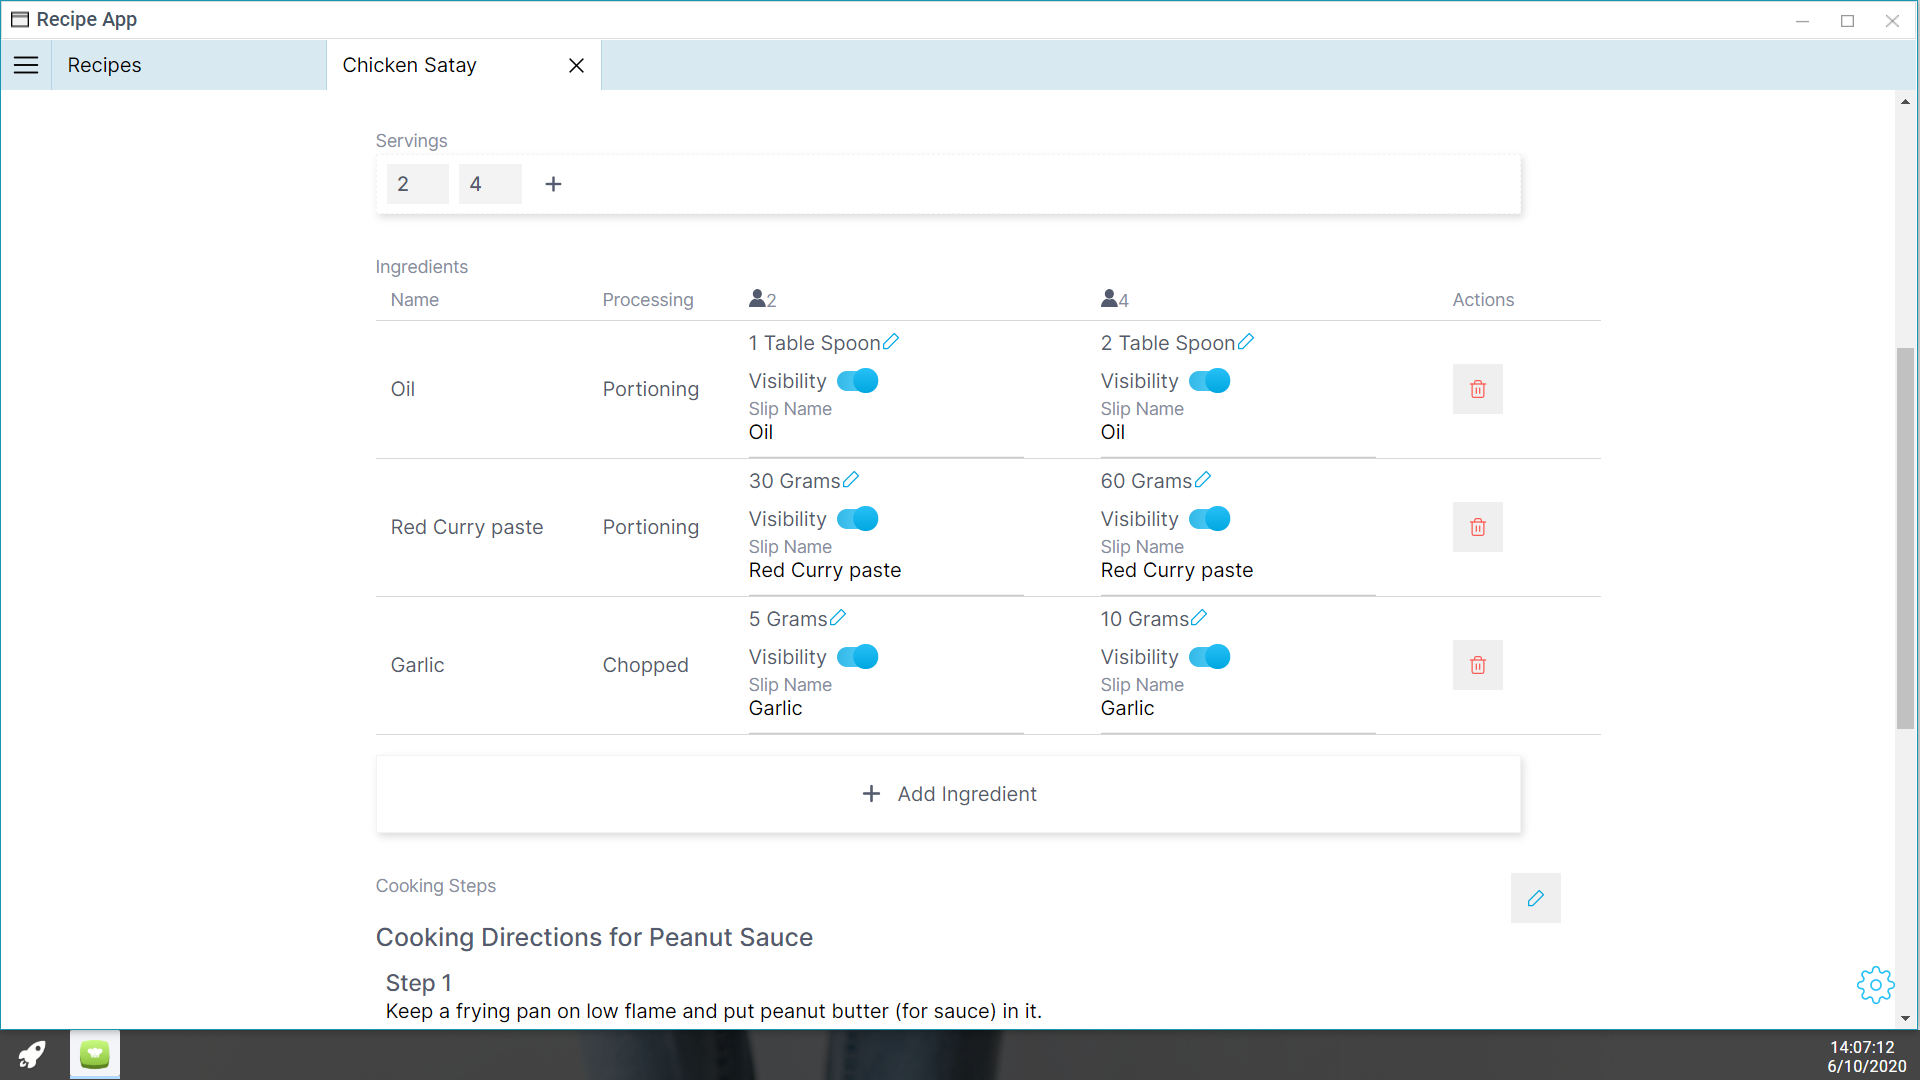 Recipe App
Recipes
Chicken Satay
Servings
2 4
Ingredients
Name Processing 2 4 Actions
1 Table Spoon 2 Table Spoon
Visibility Visibility
Oil Portioning
Slip Name Slip Name
Oil Oil
30 Grams 60 Grams
Visibility Visibility
Red Curry paste Portioning
Slip Name Slip Name
Red Curry paste Red Curry paste
5 Grams 10 Grams
Visibility Visibility
Garlic Chopped
Slip Name Slip Name
Garlic Garlic
Add Ingredient
Cooking Steps
Cooking Directions for Peanut Sauce
Step 1
Keep a frying pan on low flame and put peanut butter (for sauce) in it.
14:07:12
6/10/2020